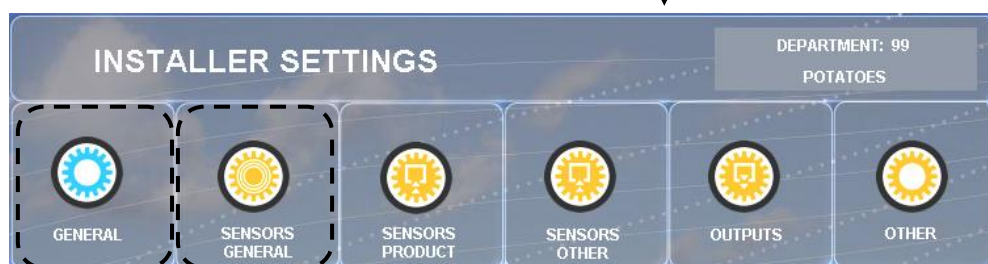 INSTALLER SETTINGS
DEPARTMENT: 99
POTATOES
GENERAL
SENSORS
GENERAL
SENSORS
PRODUCT
SENSORS
OTHER
OUTPUTS
OTHER